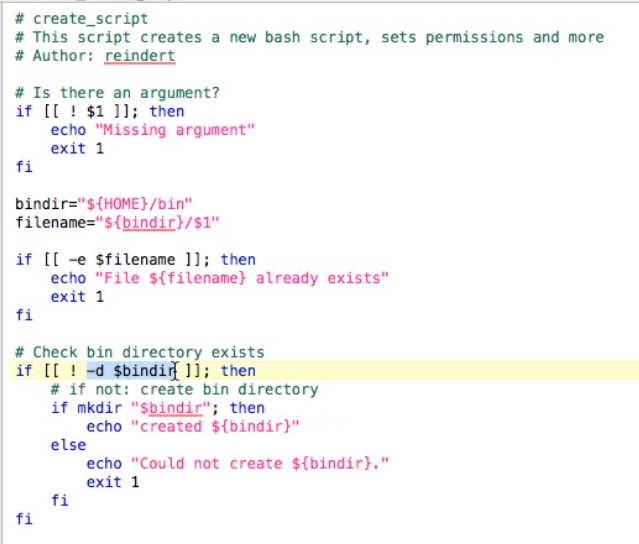 # create_script
# This script creates a new bash script, sets permissions and more
# Author: reindert

# Is there an argument?
if [[ ! $1 ]]; then
    echo "Missing argument"
    exit 1
fi

bindir="${HOME}/bin"
filename="${bindir}/$1"

if [[ -e $filename ]]; then
    echo "File ${filename} already exists"
    exit 1
fi

# Check bin directory exists
if [[ ! -d $bindir ]]; then
    # if not: create bin directory
    if mkdir "$bindir"; then
        echo "created ${bindir}"
    else
        echo "Could not create ${bindir}."
        exit 1
    fi
fi